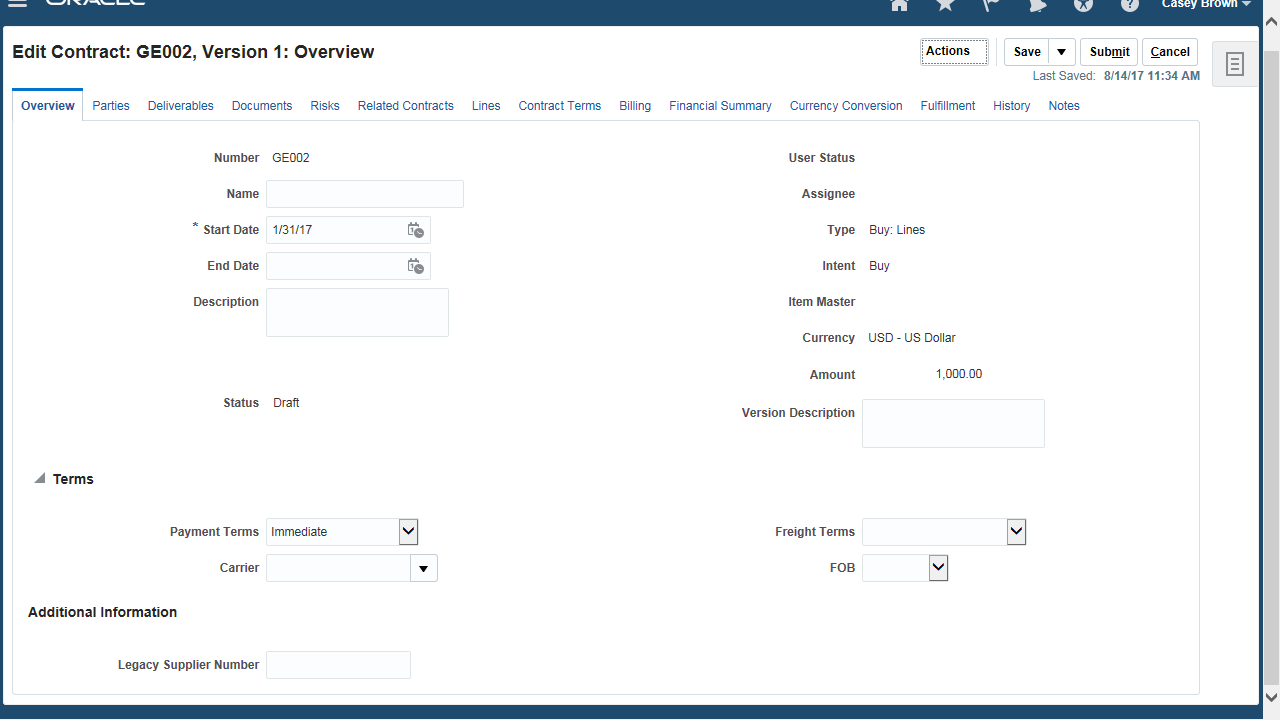 ORACLE
Casey Brown
Edit Contract: GE002, Version 1: Overview
Actions
Save
Submit
Cancel
Last Saved: 8/14/17 11:34 AM
Overview Parties Deliverables Documents Risks Related Contracts Lines Contract Terms Billing Financial Summary Currency Conversion Fulfillment History Notes
Number GE002
Name
* Start Date 1/31/17
End Date
Description
Status Draft
User Status
Assignee
Type Buy: Lines
Intent Buy
Item Master
Currency USD - US Dollar
Amount 1,000.00
Version Description
Terms
Payment Terms Immediate
Carrier
Freight Terms
FOB
Additional Information
Legacy Supplier Number